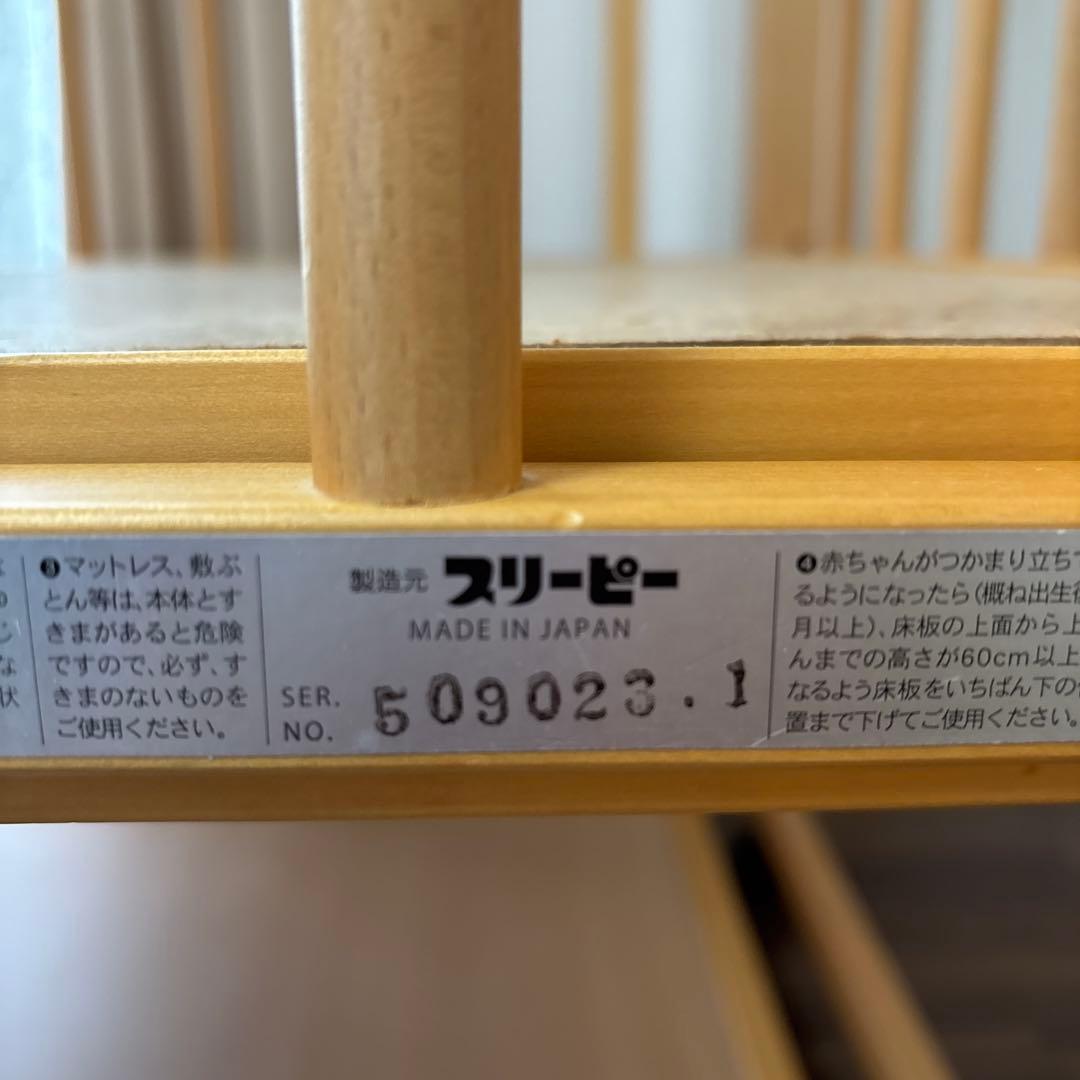 ❸マットレス、敷ぶ
とん等は、本体とす
きまがあると危険
ですので、必ず、す
きまのないものを
ご使用ください。
製造元 スリーピー
MADE IN JAPAN
SER. NO. 509023.1
❹赤ちゃんがつかまり立ちで
るようになったら(概ね出生後
月以上)、床板の上面から上
んまでの高さが60cm以上
なるよう床板をいちばん下の位
置まで下げてご使用ください。